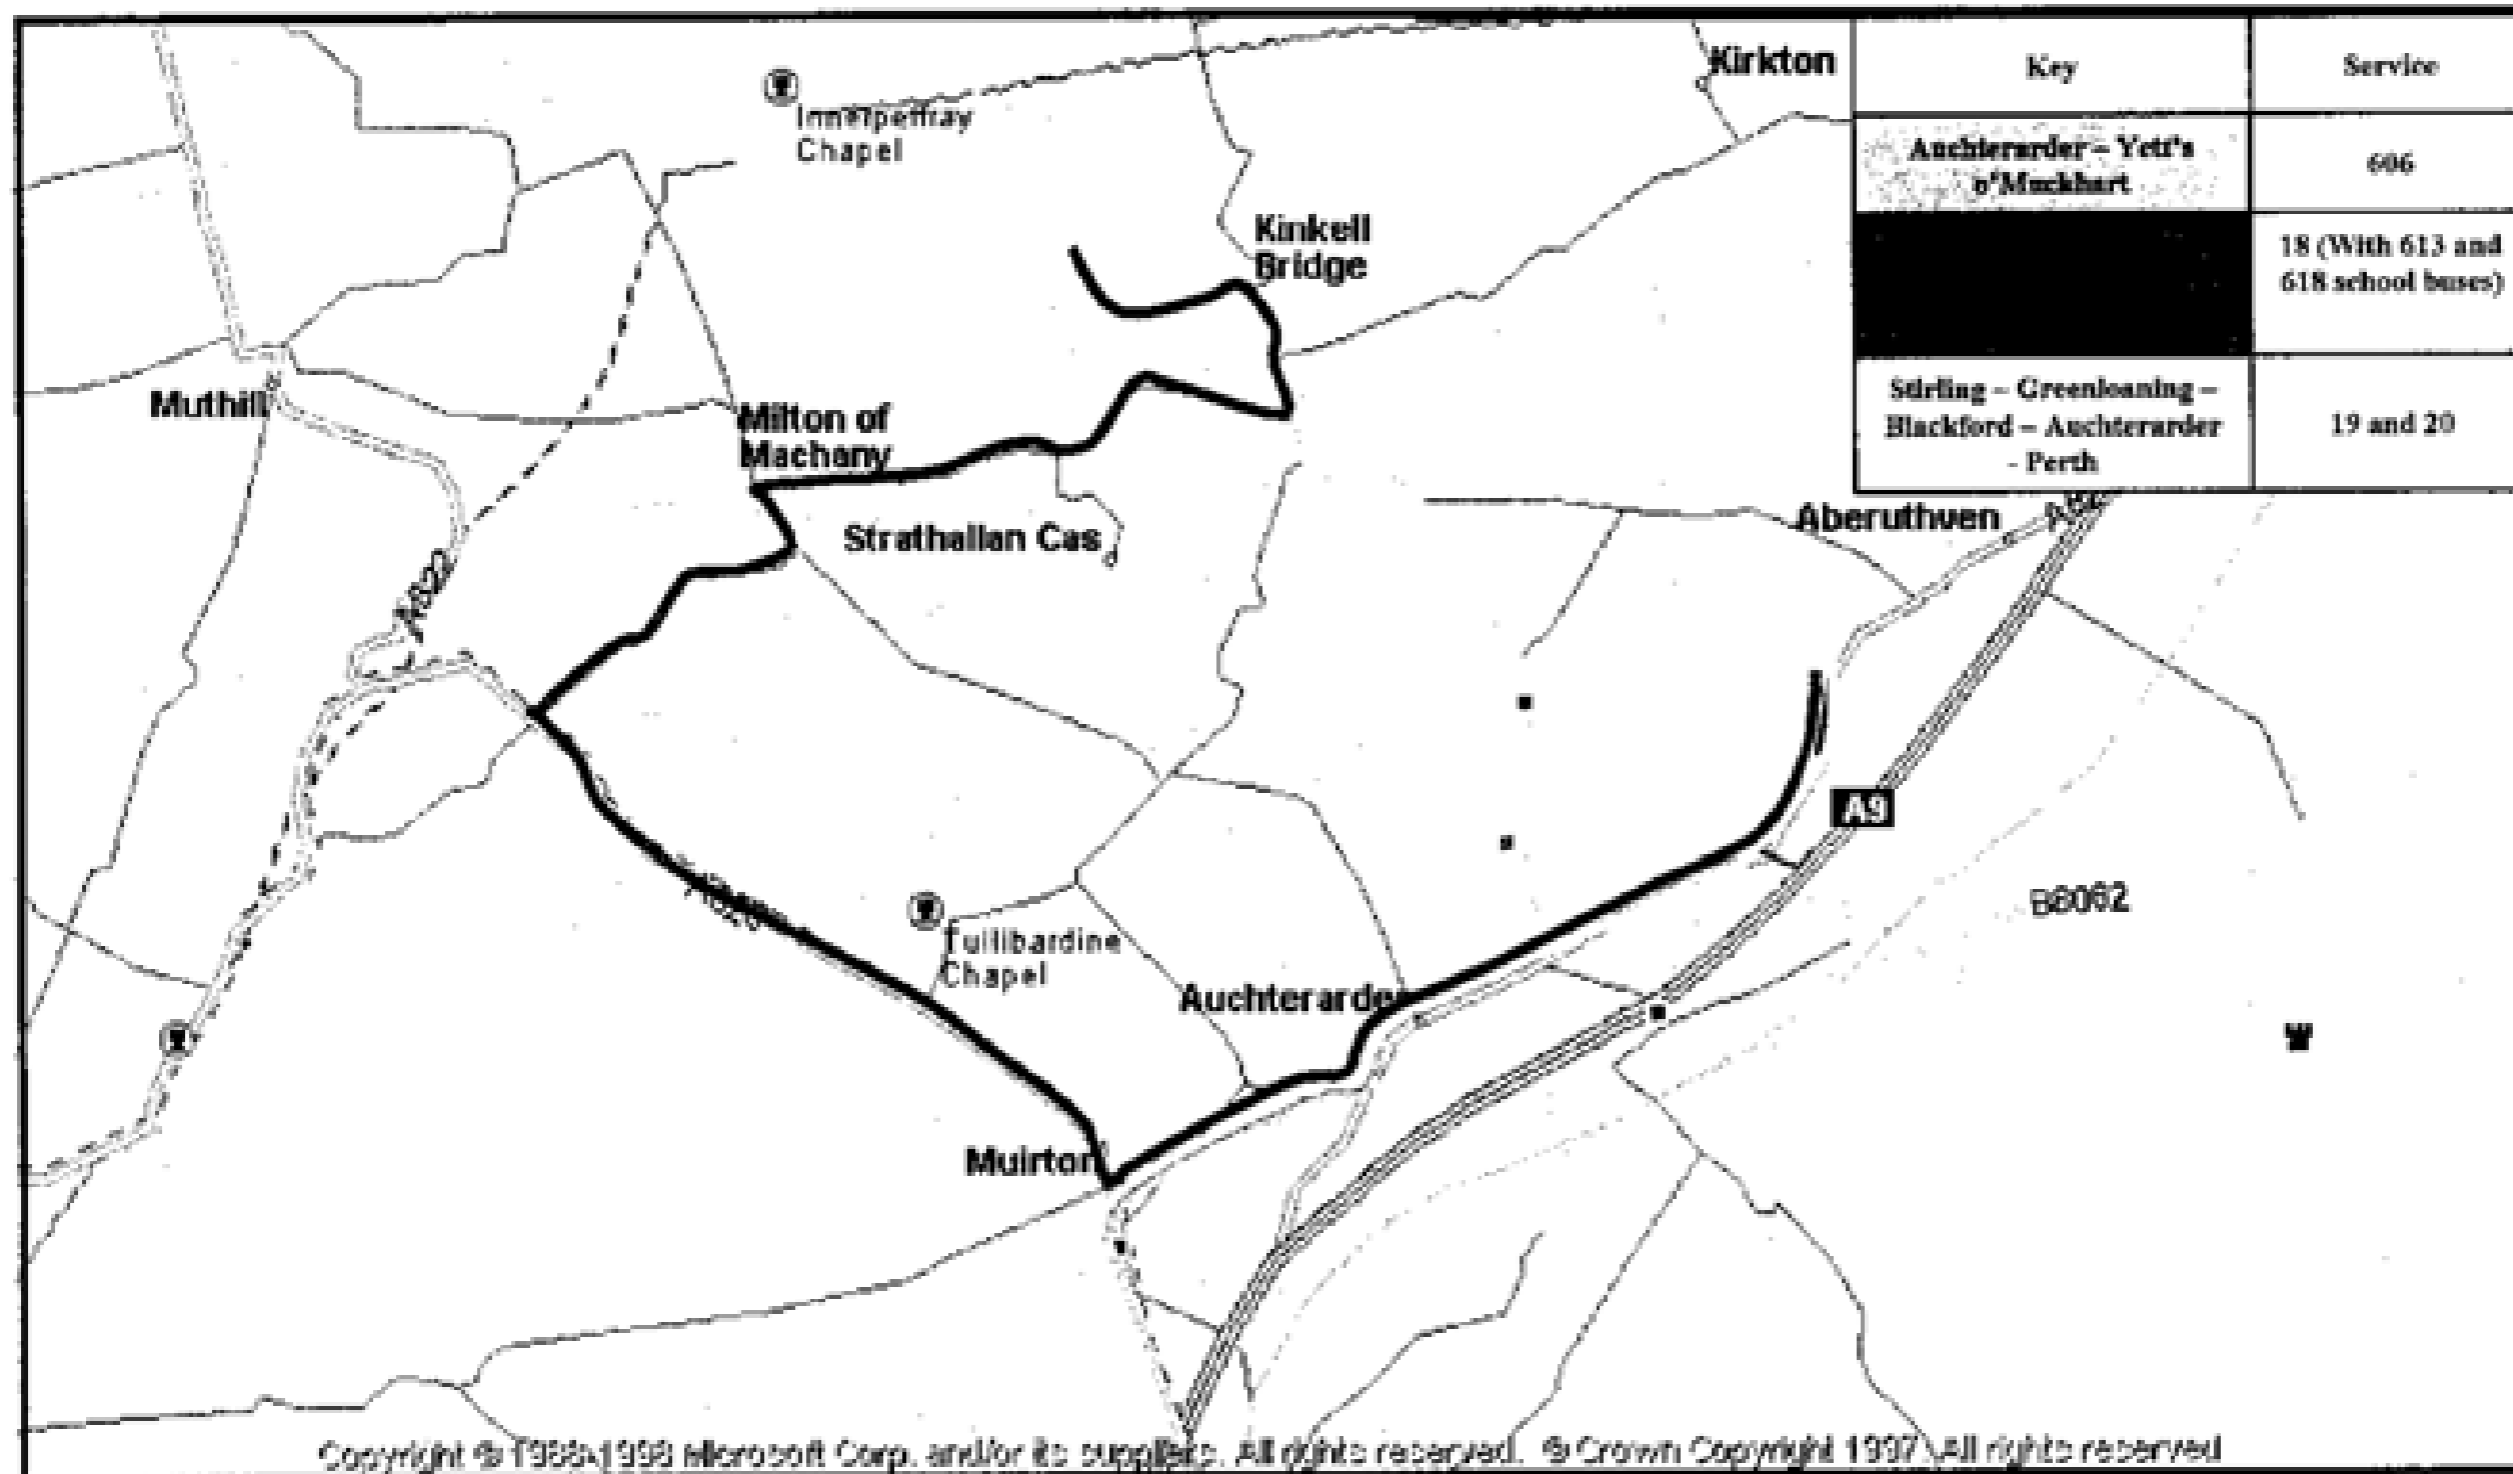 Kirkton
Key
Service
Innerpeffray
Chapel
Auchterarder – Yett's
o'Muckhart
606
Kinkell
Bridge
18 (With 613 and
618 school buses)
Muthill
Milton of
Machany
Stirling – Greenloaning –
Blackford – Auchterarder
- Perth
19 and 20
Strathallan Cas
Aberuthven
A822
A9
B8062
Tullibardine
Chapel
Auchterarder
Muirton
Copyright © 1988-1998 Microsoft Corp. and/or its suppliers. All rights reserved. © Crown Copyright 1997. All rights reserved